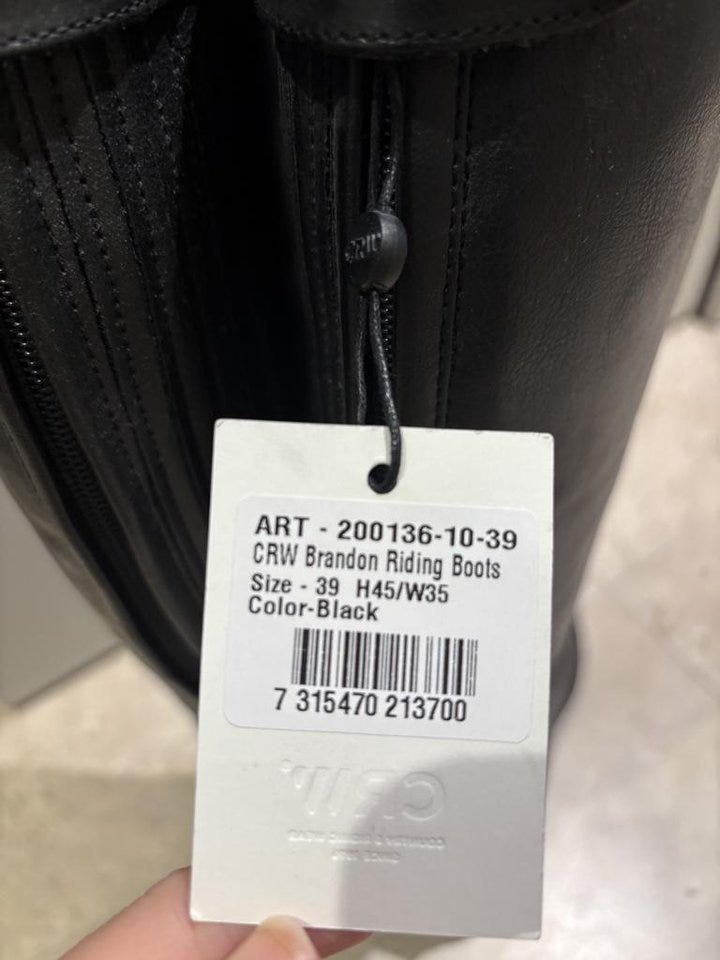 ART - 200136-10-39
CRW Brandon Riding Boots
Size - 39 H45/W35
Color-Black
7 315470 213700